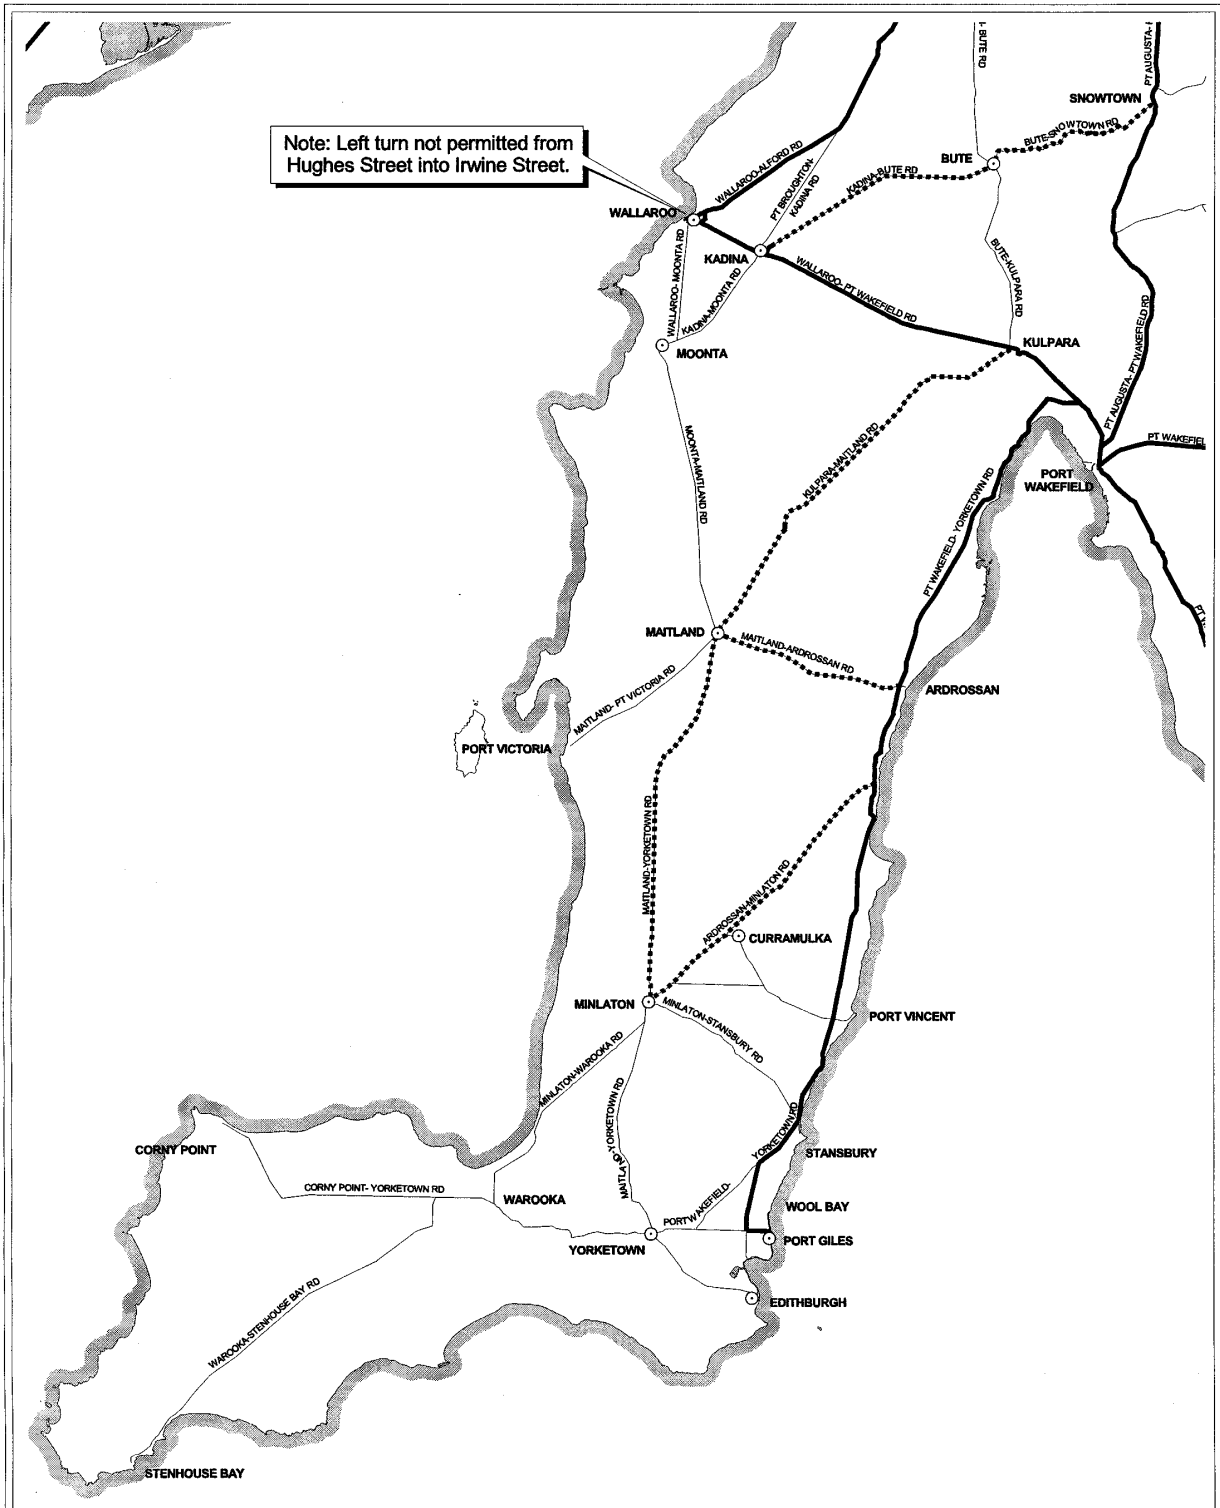 I- BUTE RD
PT AUGUSTA- I
SNOWTOWN
BUTE-SNOWTOWN RD
Note: Left turn not permitted from
Hughes Street into Irwine Street.
WALLAROO-ALFORD RD
PT BROUGHTON-
KADINA RD
KADINA-BUTE RD
BUTE
WALLAROO
KADINA
WALLAROO- MOONTA RD
KADINA-MOONTA RD
WALLAROO- PT WAKEFIELD RD
BUTE-KULPARA RD
MOONTA
KULPARA
PT AUGUSTA- PT WAKEFIELD RD
MOONTA-MAITLAND RD
KULPARA-MAITLAND RD
PT WAKEFIEL
PORT
WAKEFIELD
PT WAKEFIELD- YORKETOWN RD
MAITLAND
MAITLAND-ARDROSSAN RD
MAITLAND- PT VICTORIA RD
ARDROSSAN
PORT VICTORIA
MAITLAND-YORKETOWN RD
ARDROSSAN-MINLATON RD
CURRAMULKA
MINLATON
MINLATON-STANSBURY RD
PORT VINCENT
MINLATON-WAROOKA RD
MAITLAND-YORKETOWN RD
YORKETOWN RD
CORNY POINT
STANSBURY
CORNY POINT- YORKETOWN RD
WAROOKA
PORT WAKEFIELD-
WOOL BAY
YORKETOWN
PORT GILES
WAROOKA-STENHOUSE BAY RD
EDITHBURGH
STENHOUSE BAY